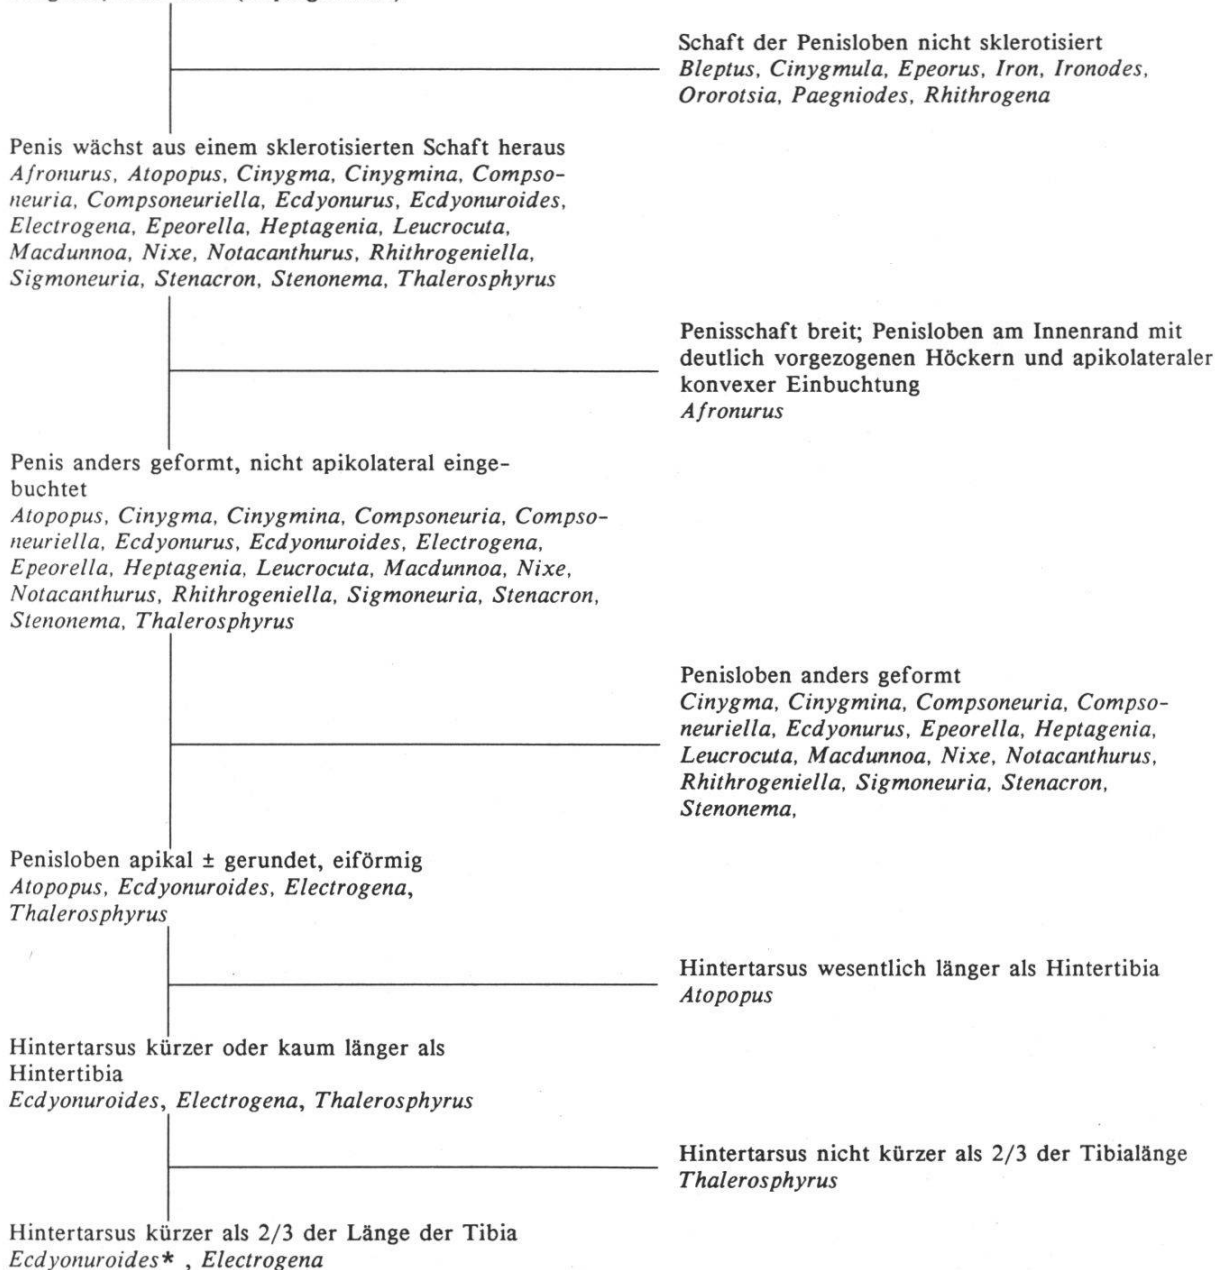 Schaft der Penisloben nicht sklerotisiert
Bleptus, Cinygmula, Epeorus, Iron, Ironodes,
Ororotsia, Paegniodes, Rhithrogena
Penis wächst aus einem sklerotisierten Schaft heraus
Afronurus, Atopopus, Cinygma, Cinygmina, Compso-
neuria, Compsoneuriella, Ecdyonurus, Ecdyonuroides,
Electrogena, Epeorella, Heptagenia, Leucrocuta,
Macdunnoa, Nixe, Notacanthurus, Rhithrogeniella,
Sigmoneuria, Stenacron, Stenonema, Thalerosphyrus
Penisschaft breit; Penisloben am Innenrand mit
deutlich vorgezogenen Höckern und apikolateraler
konvexer Einbuchtung
Afronurus
Penis anders geformt, nicht apikolateral einge-
buchtet
Atopopus, Cinygma, Cinygmina, Compsoneuria, Compso-
neuriella, Ecdyonurus, Ecdyonuroides, Electrogena,
Epeorella, Heptagenia, Leucrocuta, Macdunnoa, Nixe,
Notacanthurus, Rhithrogeniella, Sigmoneuria, Stenacron,
Stenonema, Thalerosphyrus
Penisloben anders geformt
Cinygma, Cinygmina, Compsoneuria, Compso-
neuriella, Ecdyonurus, Epeorella, Heptagenia,
Leucrocuta, Macdunnoa, Nixe, Notacanthurus,
Rhithrogeniella, Sigmoneuria, Stenacron,
Stenonema,
Penisloben apikal ± gerundet, eiförmig
Atopopus, Ecdyonuroides, Electrogena,
Thalerosphyrus
Hintertarsus wesentlich länger als Hintertibia
Atopopus
Hintertarsus kürzer oder kaum länger als
Hintertibia
Ecdyonuroides, Electrogena, Thalerosphyrus
Hintertarsus nicht kürzer als 2/3 der Tibialänge
Thalerosphyrus
Hintertarsus kürzer als 2/3 der Länge der Tibia
Ecdyonuroides* , Electrogena